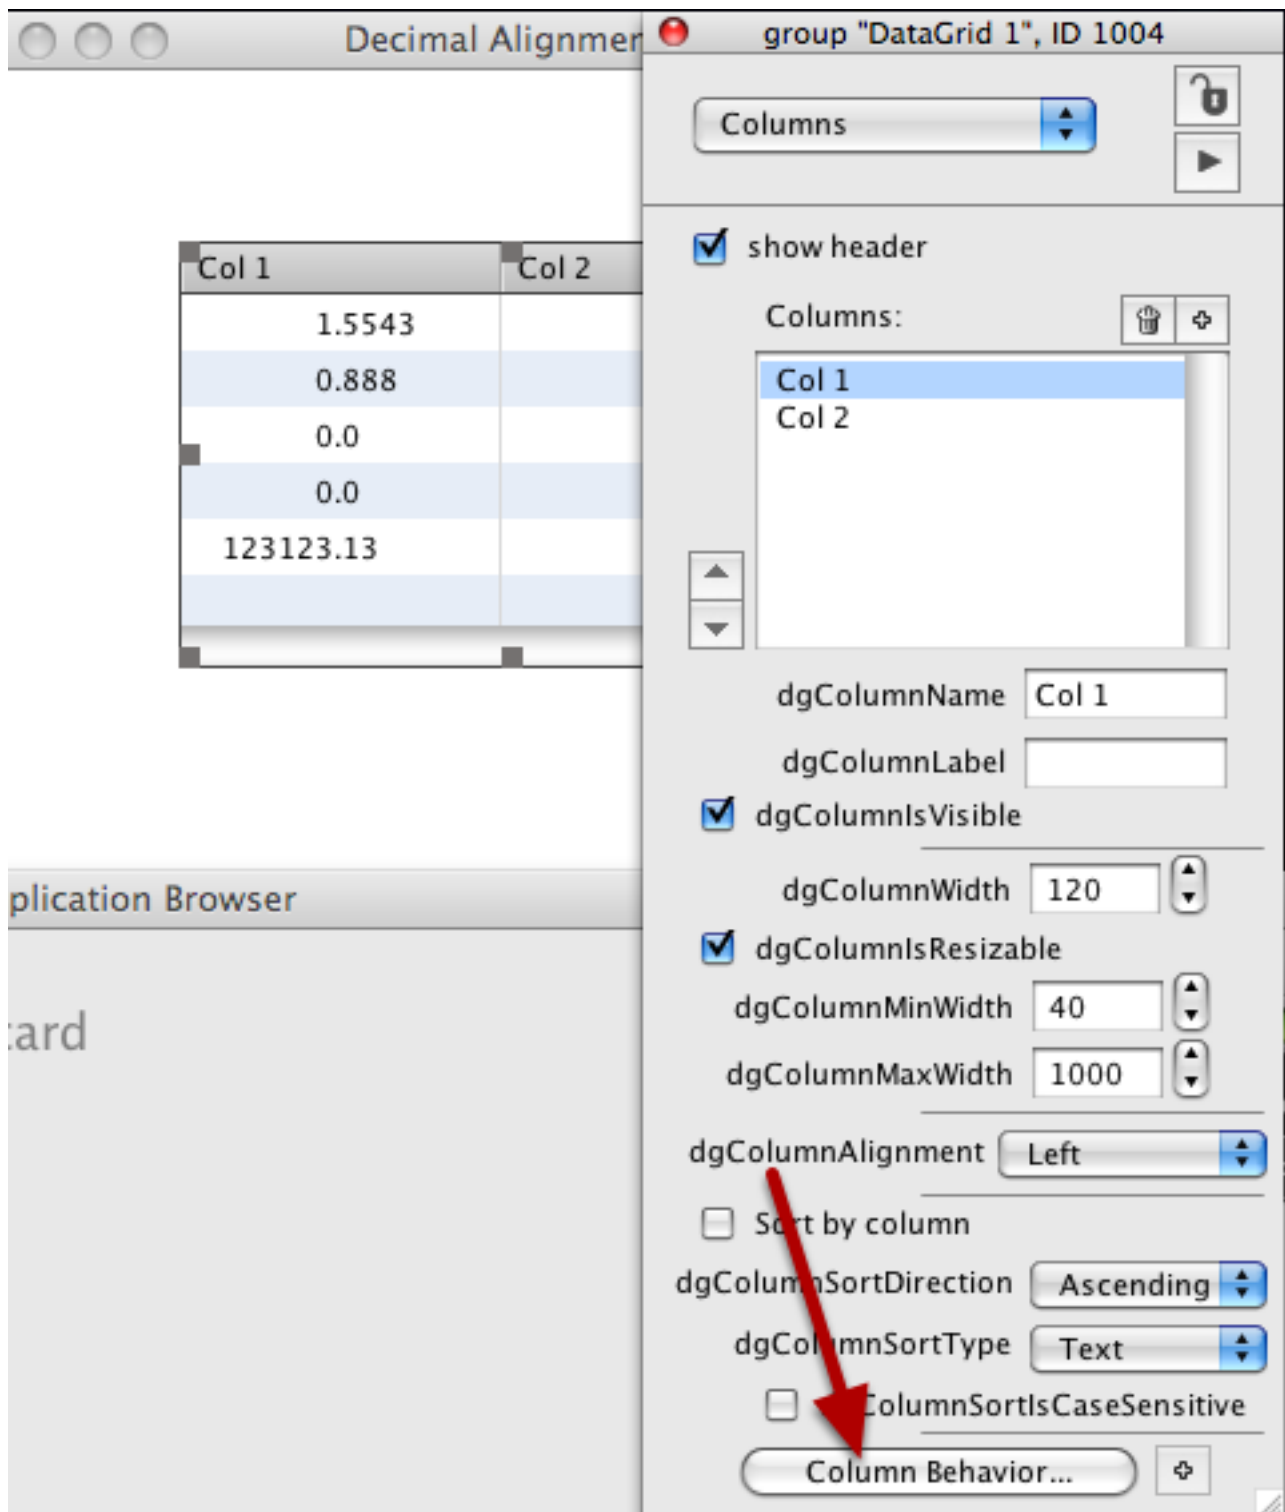 Decimal Alignmen
group "DataGrid 1", ID 1004
Columns
show header
Columns:
Col 1
Col 2
Col 1
Col 2
1.5543
0.888
0.0
0.0
123123.13
dgColumnName Col 1
dgColumnLabel
dgColumnIsVisible
plication Browser
dgColumnWidth 120
dgColumnIsResizable
dgColumnMinWidth 40
card
dgColumnMaxWidth 1000
dgColumnAlignment Left
Sort by column
dgColumnSortDirection Ascending
dgColumnSortType Text
ColumnSortIsCaseSensitive
Column Behavior...